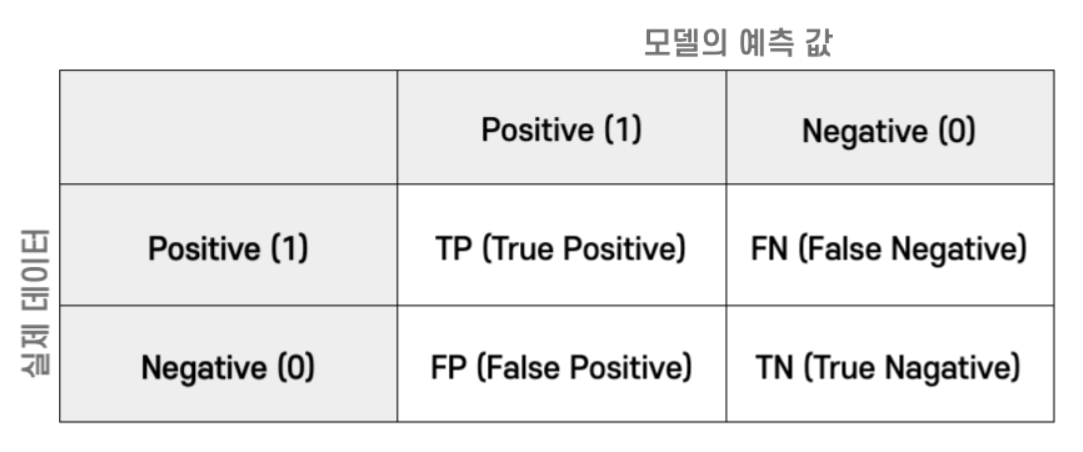 모델의 예측 값
Positive (1)
Negative (0)
실제 데이터
Positive (1)
TP (True Positive)
FN (False Negative)
Negative (0)
FP (False Positive)
TN (True Nagative)